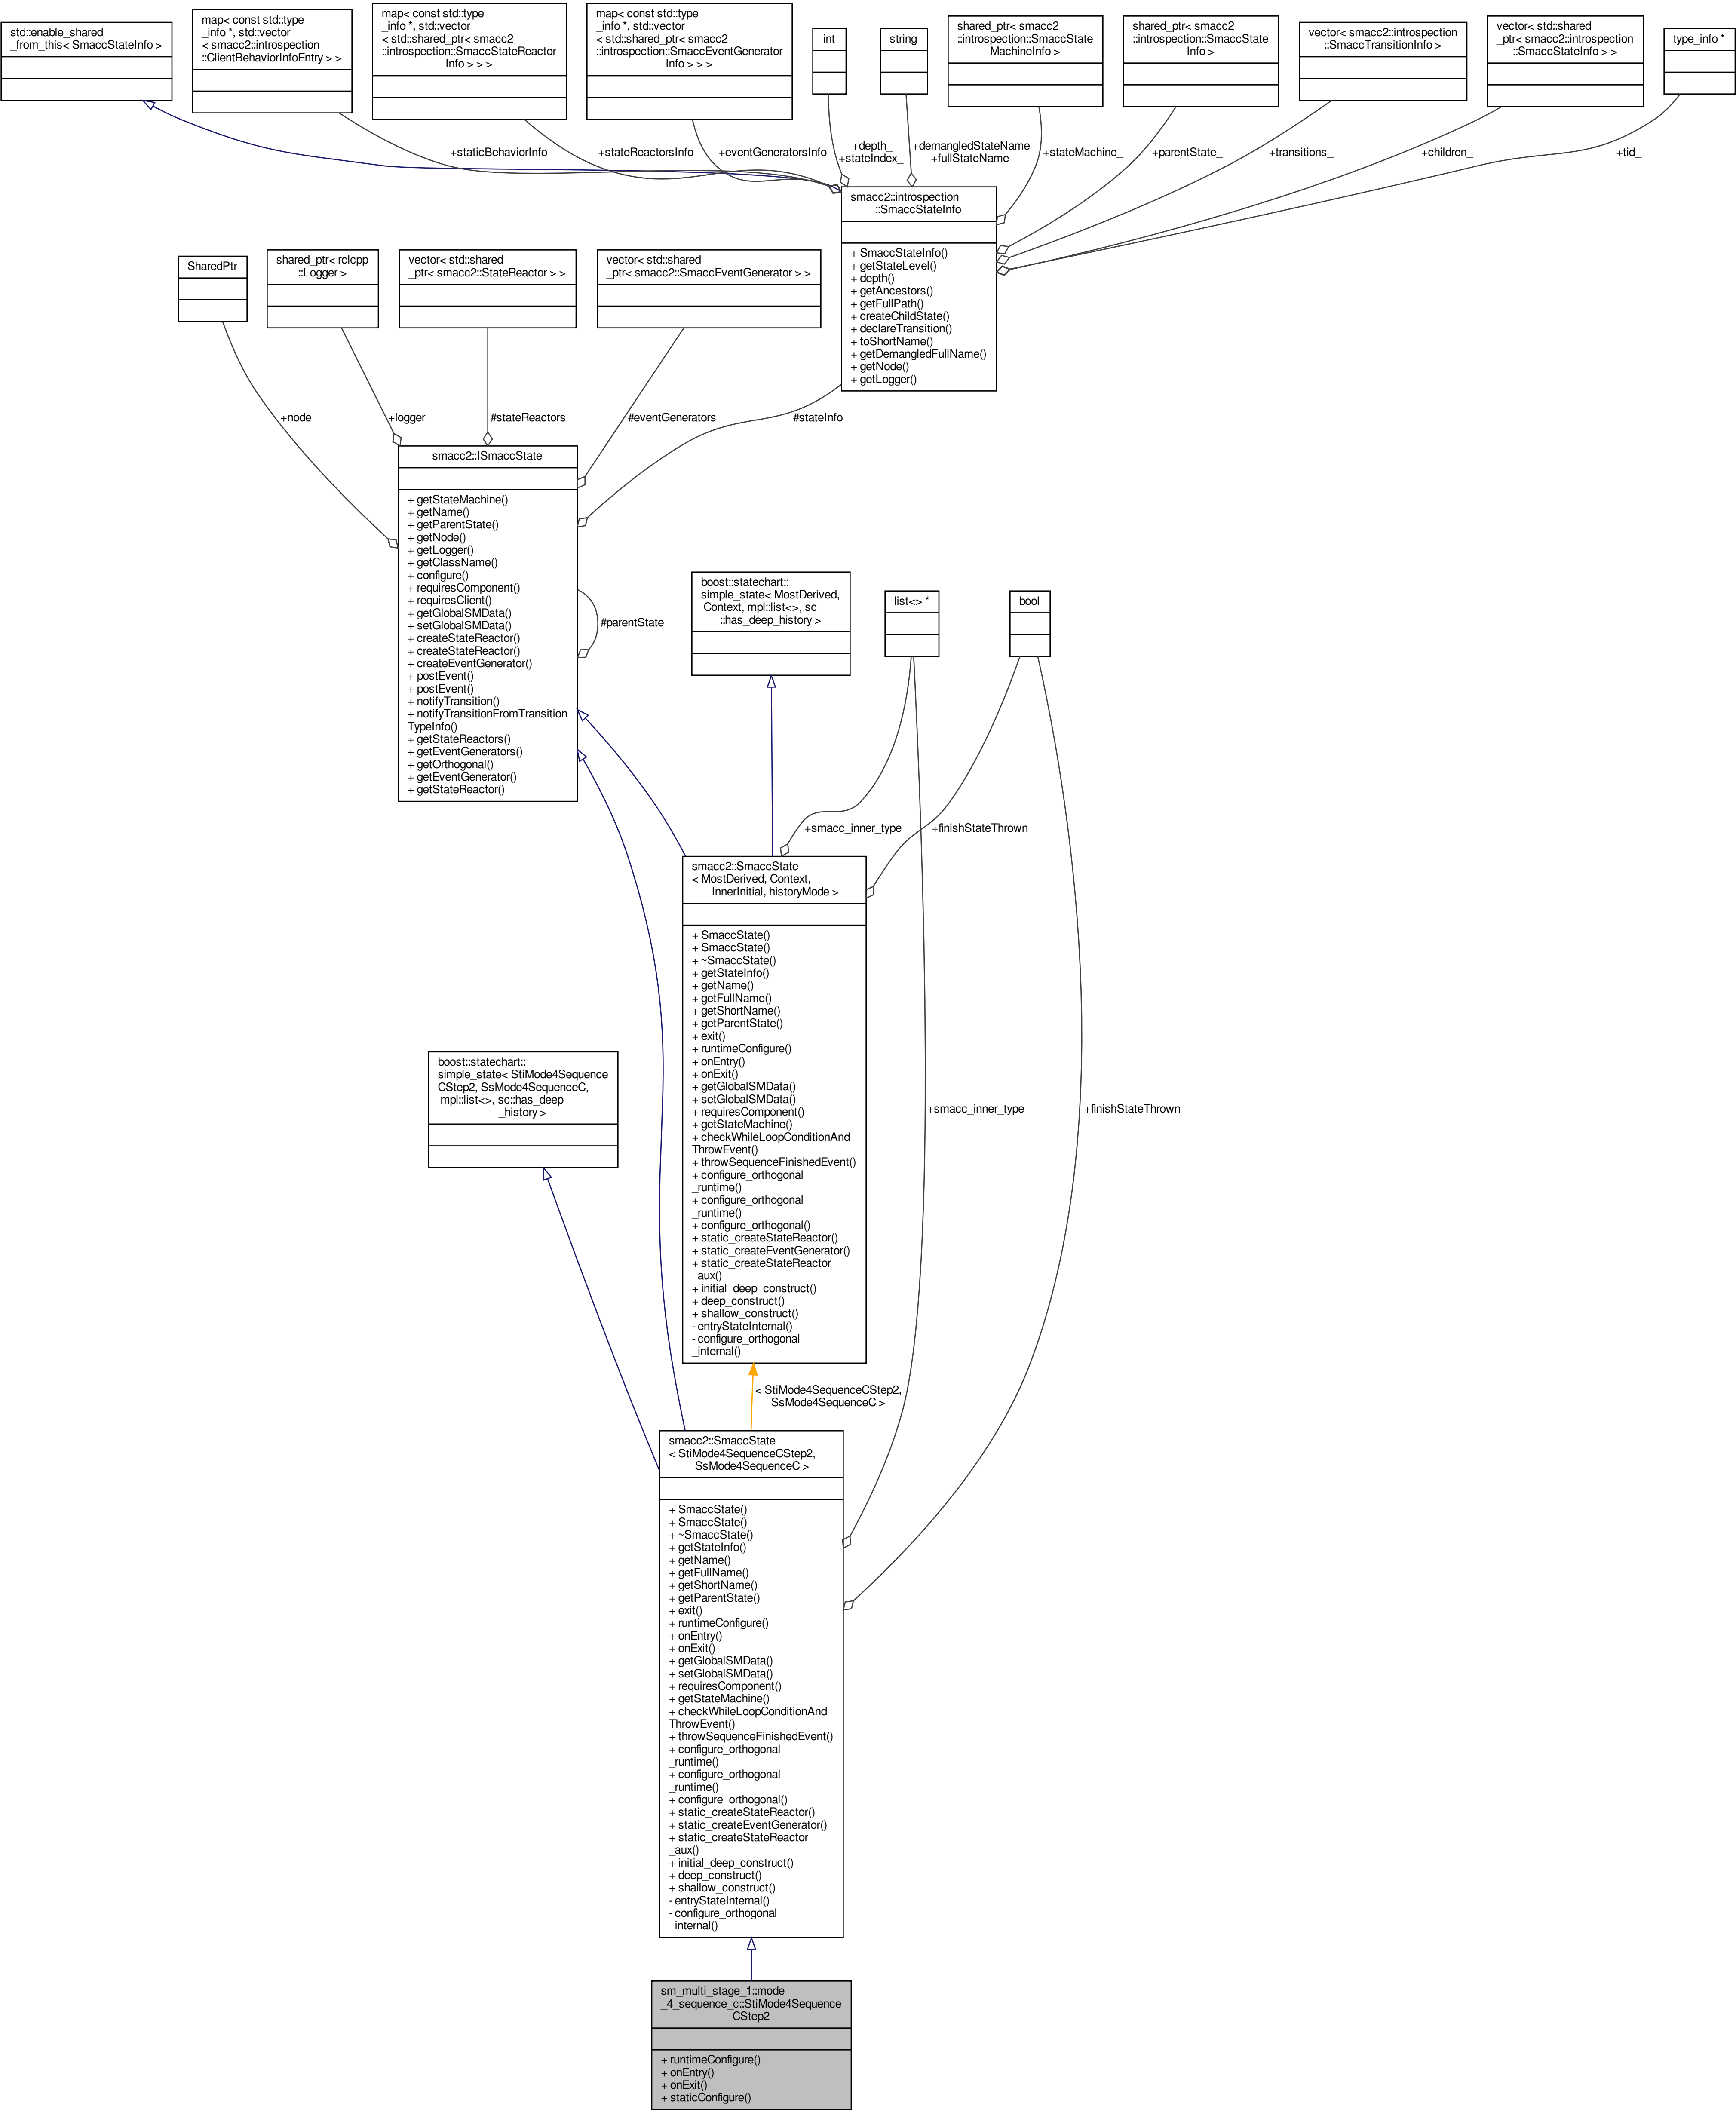 std::enable_shared
_from_this< SmaccStateInfo >
map< const std::type
_info *, std::vector
< smacc2::introspection
::ClientBehaviorInfoEntry > >
map< const std::type
_info *, std::vector
< std::shared_ptr< smacc2
::introspection::SmaccStateReactor
Info > > >
map< const std::type
_info *, std::vector
< std::shared_ptr< smacc2
::introspection::SmaccEventGenerator
Info > > >
int
string
shared_ptr< smacc2
::introspection::SmaccState
MachineInfo >
shared_ptr< smacc2
::introspection::SmaccState
Info >
vector< smacc2::introspection
::SmaccTransitionInfo >
vector< std::shared
_ptr< smacc2::introspection
::SmaccStateInfo > >
type_info *
+staticBehaviorInfo
+stateReactorsInfo
+eventGeneratorsInfo
+depth_
+stateIndex_
+demangledStateName
+fullStateName
+stateMachine_
+parentState_
+transitions_
+children_
+tid_
smacc2::introspection
::SmaccStateInfo
+ SmaccStateInfo()
+ getStateLevel()
+ depth()
+ getAncestors()
+ getFullPath()
+ createChildState()
+ declareTransition()
+ toShortName()
+ getDemangledFullName()
+ getNode()
+ getLogger()
SharedPtr
shared_ptr< rclcpp
::Logger >
vector< std::shared
_ptr< smacc2::StateReactor > >
vector< std::shared
_ptr< smacc2::SmaccEventGenerator > >
+node_
+logger_
#stateReactors_
#eventGenerators_
#stateInfo_
smacc2::ISmaccState
+ getStateMachine()
+ getName()
+ getParentState()
+ getNode()
+ getLogger()
+ getClassName()
+ configure()
+ requiresComponent()
+ requiresClient()
+ getGlobalSMData()
+ setGlobalSMData()
+ createStateReactor()
+ createStateReactor()
+ createEventGenerator()
+ postEvent()
+ postEvent()
+ notifyTransition()
+ notifyTransitionFromTransition
TypeInfo()
+ getStateReactors()
+ getEventGenerators()
+ getOrthogonal()
+ getEventGenerator()
+ getStateReactor()
#parentState_
boost::statechart::
simple_state< MostDerived,
Context, mpl::list<>, sc
::has_deep_history >
list<> *
bool
+smacc_inner_type
+finishStateThrown
smacc2::SmaccState
< MostDerived, Context,
InnerInitial, historyMode >
+ SmaccState()
+ SmaccState()
+ ~SmaccState()
+ getStateInfo()
+ getName()
+ getFullName()
+ getShortName()
+ getParentState()
+ exit()
+ runtimeConfigure()
+ onEntry()
+ onExit()
+ getGlobalSMData()
+ setGlobalSMData()
+ requiresComponent()
+ getStateMachine()
+ checkWhileLoopConditionAnd
ThrowEvent()
+ throwSequenceFinishedEvent()
+ configure_orthogonal
_runtime()
+ configure_orthogonal
_runtime()
+ configure_orthogonal()
+ static_createStateReactor()
+ static_createEventGenerator()
+ static_createStateReactor
_aux()
+ initial_deep_construct()
+ deep_construct()
+ shallow_construct()
- entryStateInternal()
- configure_orthogonal
_internal()
boost::statechart::
simple_state< StiMode4Sequence
CStep2, SsMode4SequenceC,
mpl::list<>, sc::has_deep
_history >
+smacc_inner_type
+finishStateThrown
< StiMode4SequenceCStep2,
SsMode4SequenceC >
smacc2::SmaccState
< StiMode4SequenceCStep2,
SsMode4SequenceC >
+ SmaccState()
+ SmaccState()
+ ~SmaccState()
+ getStateInfo()
+ getName()
+ getFullName()
+ getShortName()
+ getParentState()
+ exit()
+ runtimeConfigure()
+ onEntry()
+ onExit()
+ getGlobalSMData()
+ setGlobalSMData()
+ requiresComponent()
+ getStateMachine()
+ checkWhileLoopConditionAnd
ThrowEvent()
+ throwSequenceFinishedEvent()
+ configure_orthogonal
_runtime()
+ configure_orthogonal
_runtime()
+ configure_orthogonal()
+ static_createStateReactor()
+ static_createEventGenerator()
+ static_createStateReactor
_aux()
+ initial_deep_construct()
+ deep_construct()
+ shallow_construct()
- entryStateInternal()
- configure_orthogonal
_internal()
sm_multi_stage_1::mode
_4_sequence_c::StiMode4Sequence
CStep2
+ runtimeConfigure()
+ onEntry()
+ onExit()
+ staticConfigure()